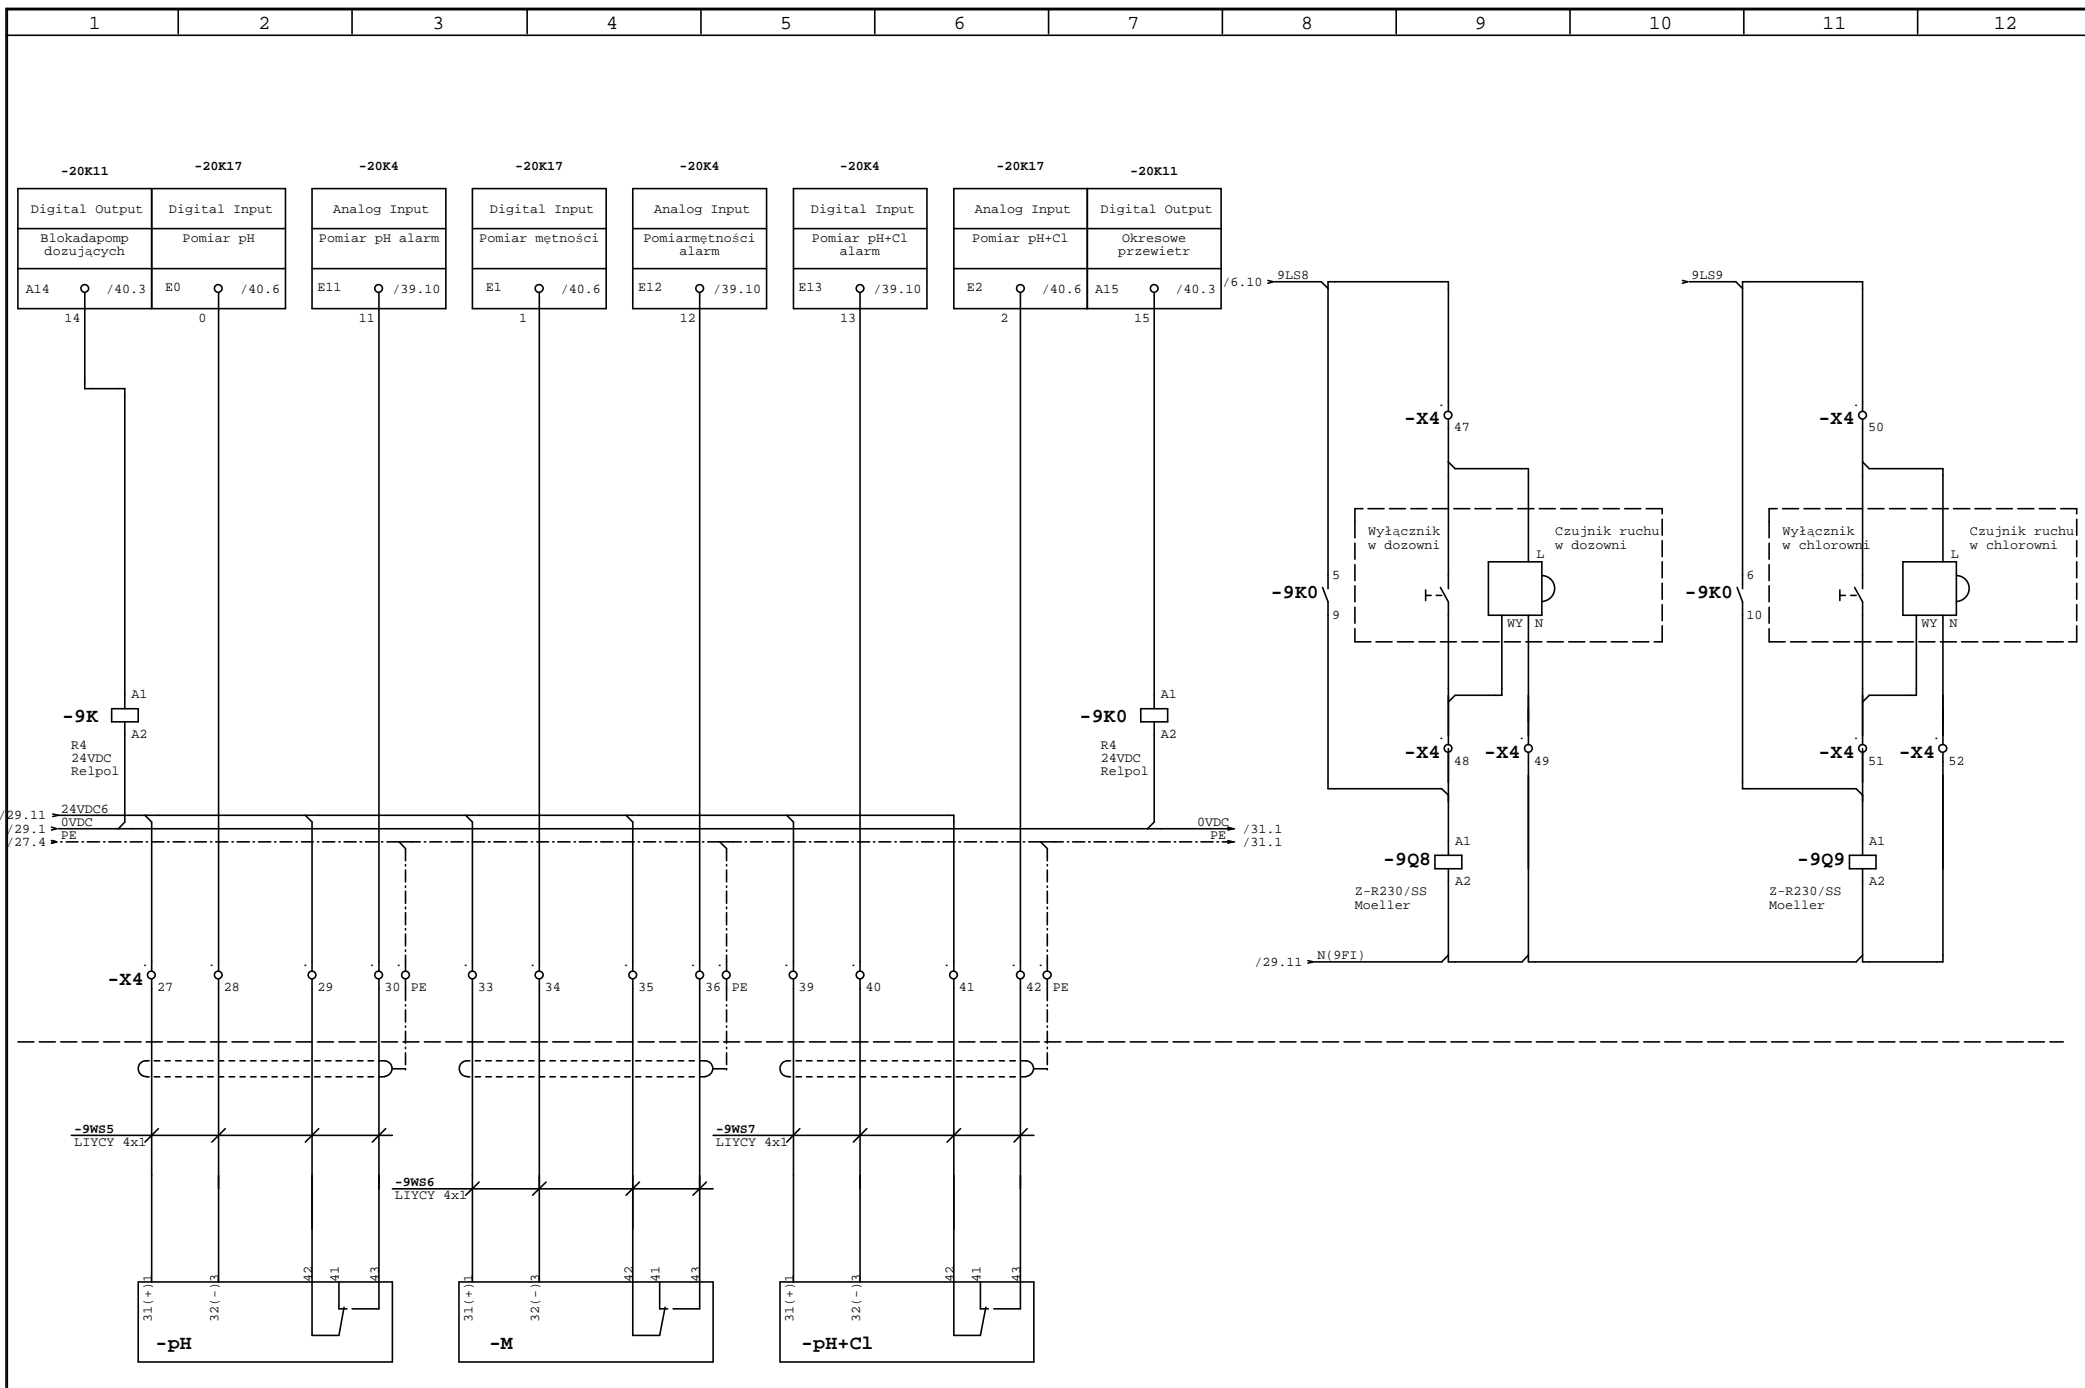 1 2 3 4 5 6 7 8 9 10 11 12
-20K11 -20K17 -20K4 -20K17 -20K4 -20K4 -20K17 -20K11
Digital Output Digital Input Analog Input Digital Input Analog Input Digital Input Analog Input Digital Output
Blokadapomp Pomiar pH Pomiar pH alarm Pomiar mętności Pomiarmętności Pomiar pH+Cl Pomiar pH+Cl Okresowe
dozujących alarm alarm przewietr
A14 /40.3 E0 /40.6 E11 /39.10 E1 /40.6 E12 /39.10 E13 /39.10 E2 /40.6 A15 /40.3
14 0 11 1 12 13 2 15
/6.10 9LS8 9LS9
-X4 47 -X4 50
Wyłącznik Czujnik ruchu Wyłącznik Czujnik ruchu
w dozowni w dozowni w chlorowni w chlorowni
L L
-9K0 5 -9K0 6
9 WY N 10 WY N
-9K A1 -9K0 A1
A2 A2
R4 R4
24VDC 24VDC
Relpol Relpol
-X4 48 -X4 49 -X4 51 -X4 52
/29.11 24VDC6
/29.1 0VDC 0VDC /31.1
/27.4 PE PE /31.1
-9Q8 A1 -9Q9 A1
A2 A2
Z-R230/SS Z-R230/SS
Moeller Moeller
/29.11 N(9FI)
-X4 27 28 29 30 PE 33 34 35 36 PE 39 40 41 42 PE
-9WS5 -9WS7
LIYCY 4x1 LIYCY 4x1
-9WS6
LIYCY 4x1
31(+)1 32(-)3 42 41 43 31(+)1 32(-)3 42 41 43 31(+)1 32(-)3 42 41 43
-pH -M -pH+Cl